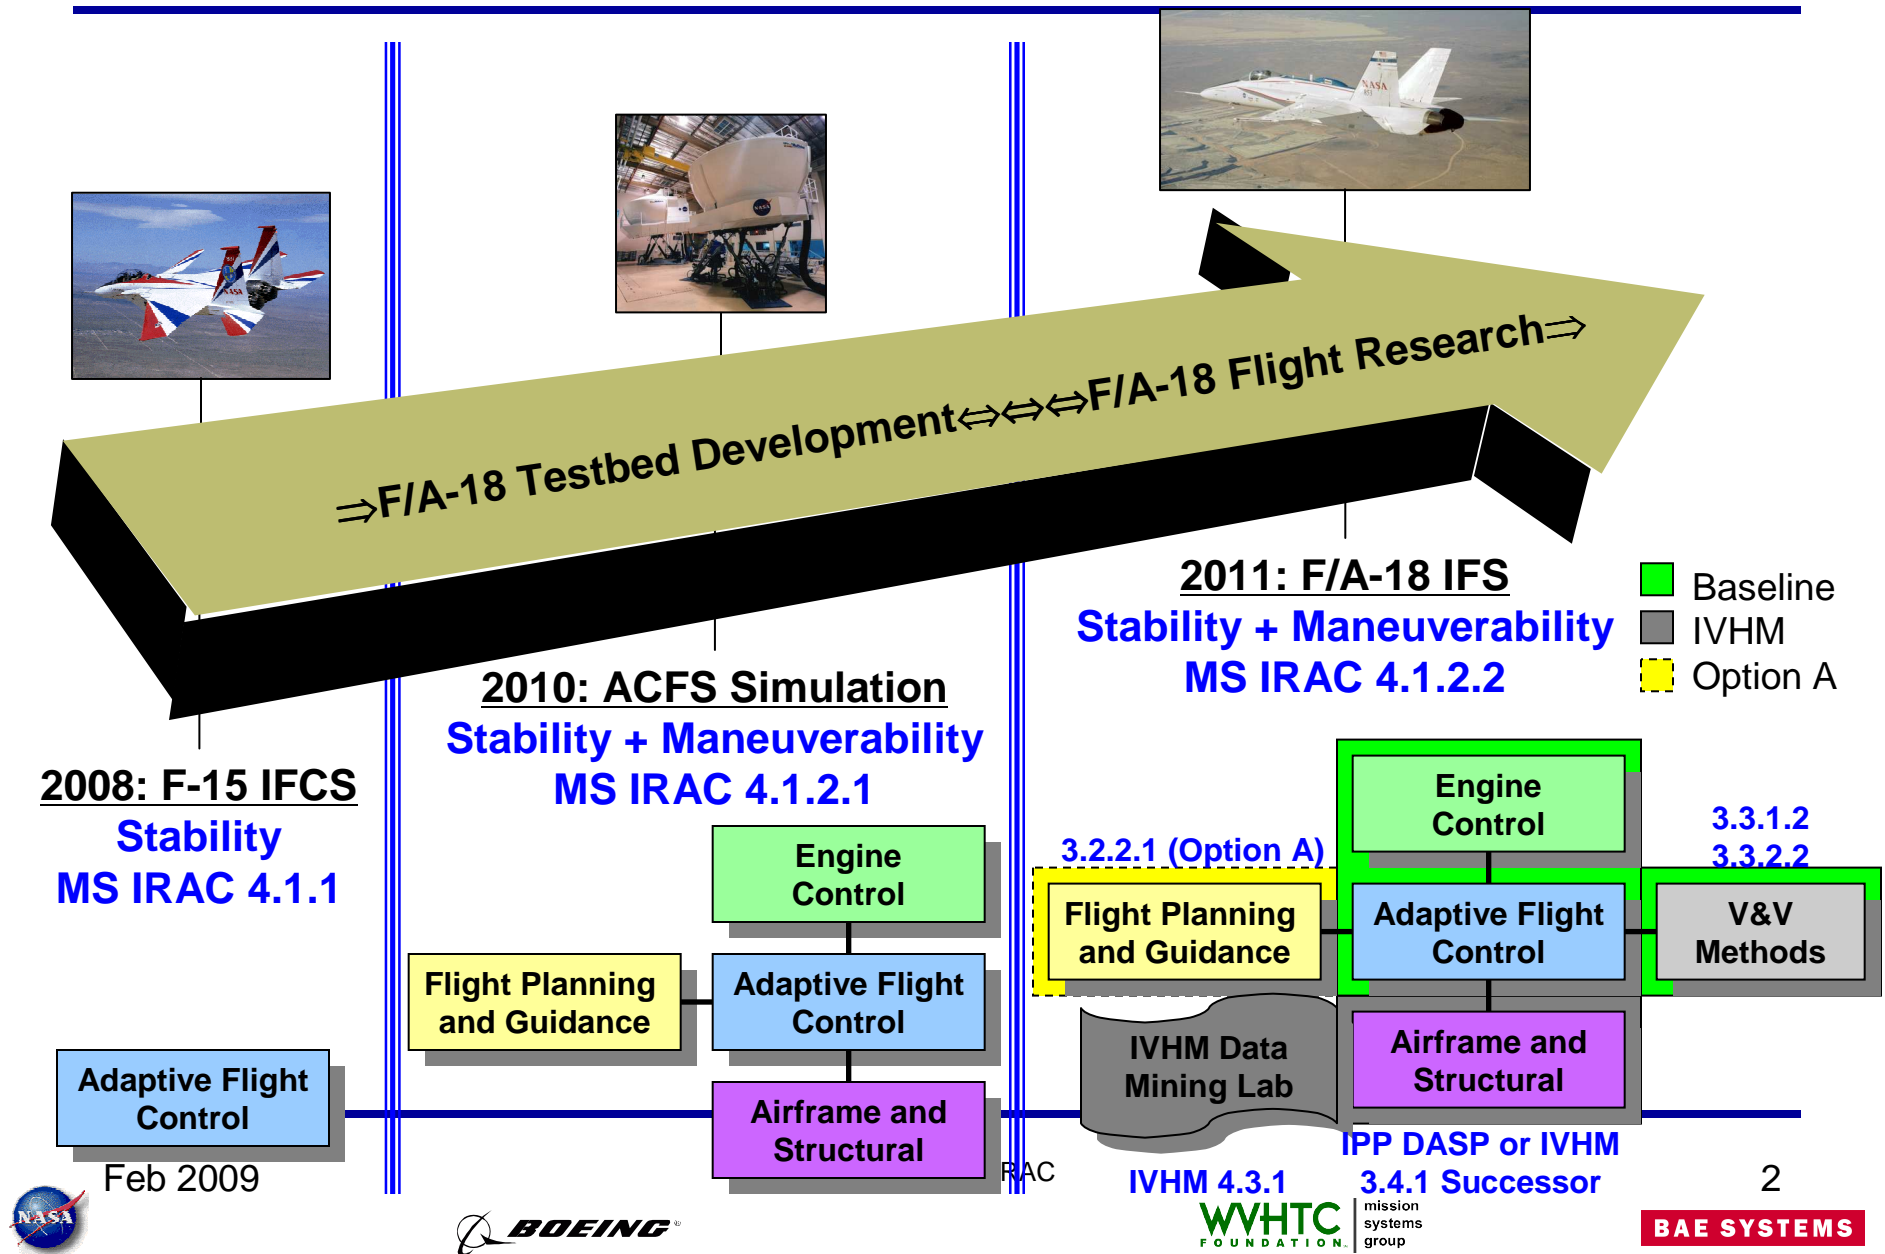 ⇒F/A-18 Testbed Development⇔⇔⇔F/A-18 Flight Research⇒
2008: F-15 IFCS
Stability
MS IRAC 4.1.1
Adaptive Flight
Control
2010: ACFS Simulation
Stability + Maneuverability
MS IRAC 4.1.2.1
Engine
Control
Flight Planning
and Guidance
Adaptive Flight
Control
Airframe and
Structural
2011: F/A-18 IFS
Stability + Maneuverability
MS IRAC 4.1.2.2
Baseline
IVHM
Option A
Engine
Control
3.2.2.1 (Option A)
3.3.1.2
3.3.2.2
Flight Planning
and Guidance
Adaptive Flight
Control
V&V
Methods
IVHM Data
Mining Lab
Airframe and
Structural
IVHM 4.3.1
IPP DASP or IVHM
3.4.1 Successor
Feb 2009
RAC
2
NASA
BOEING
WVHTC
FOUNDATION
mission
systems
group
BAE SYSTEMS
NASA
NASA
NASA